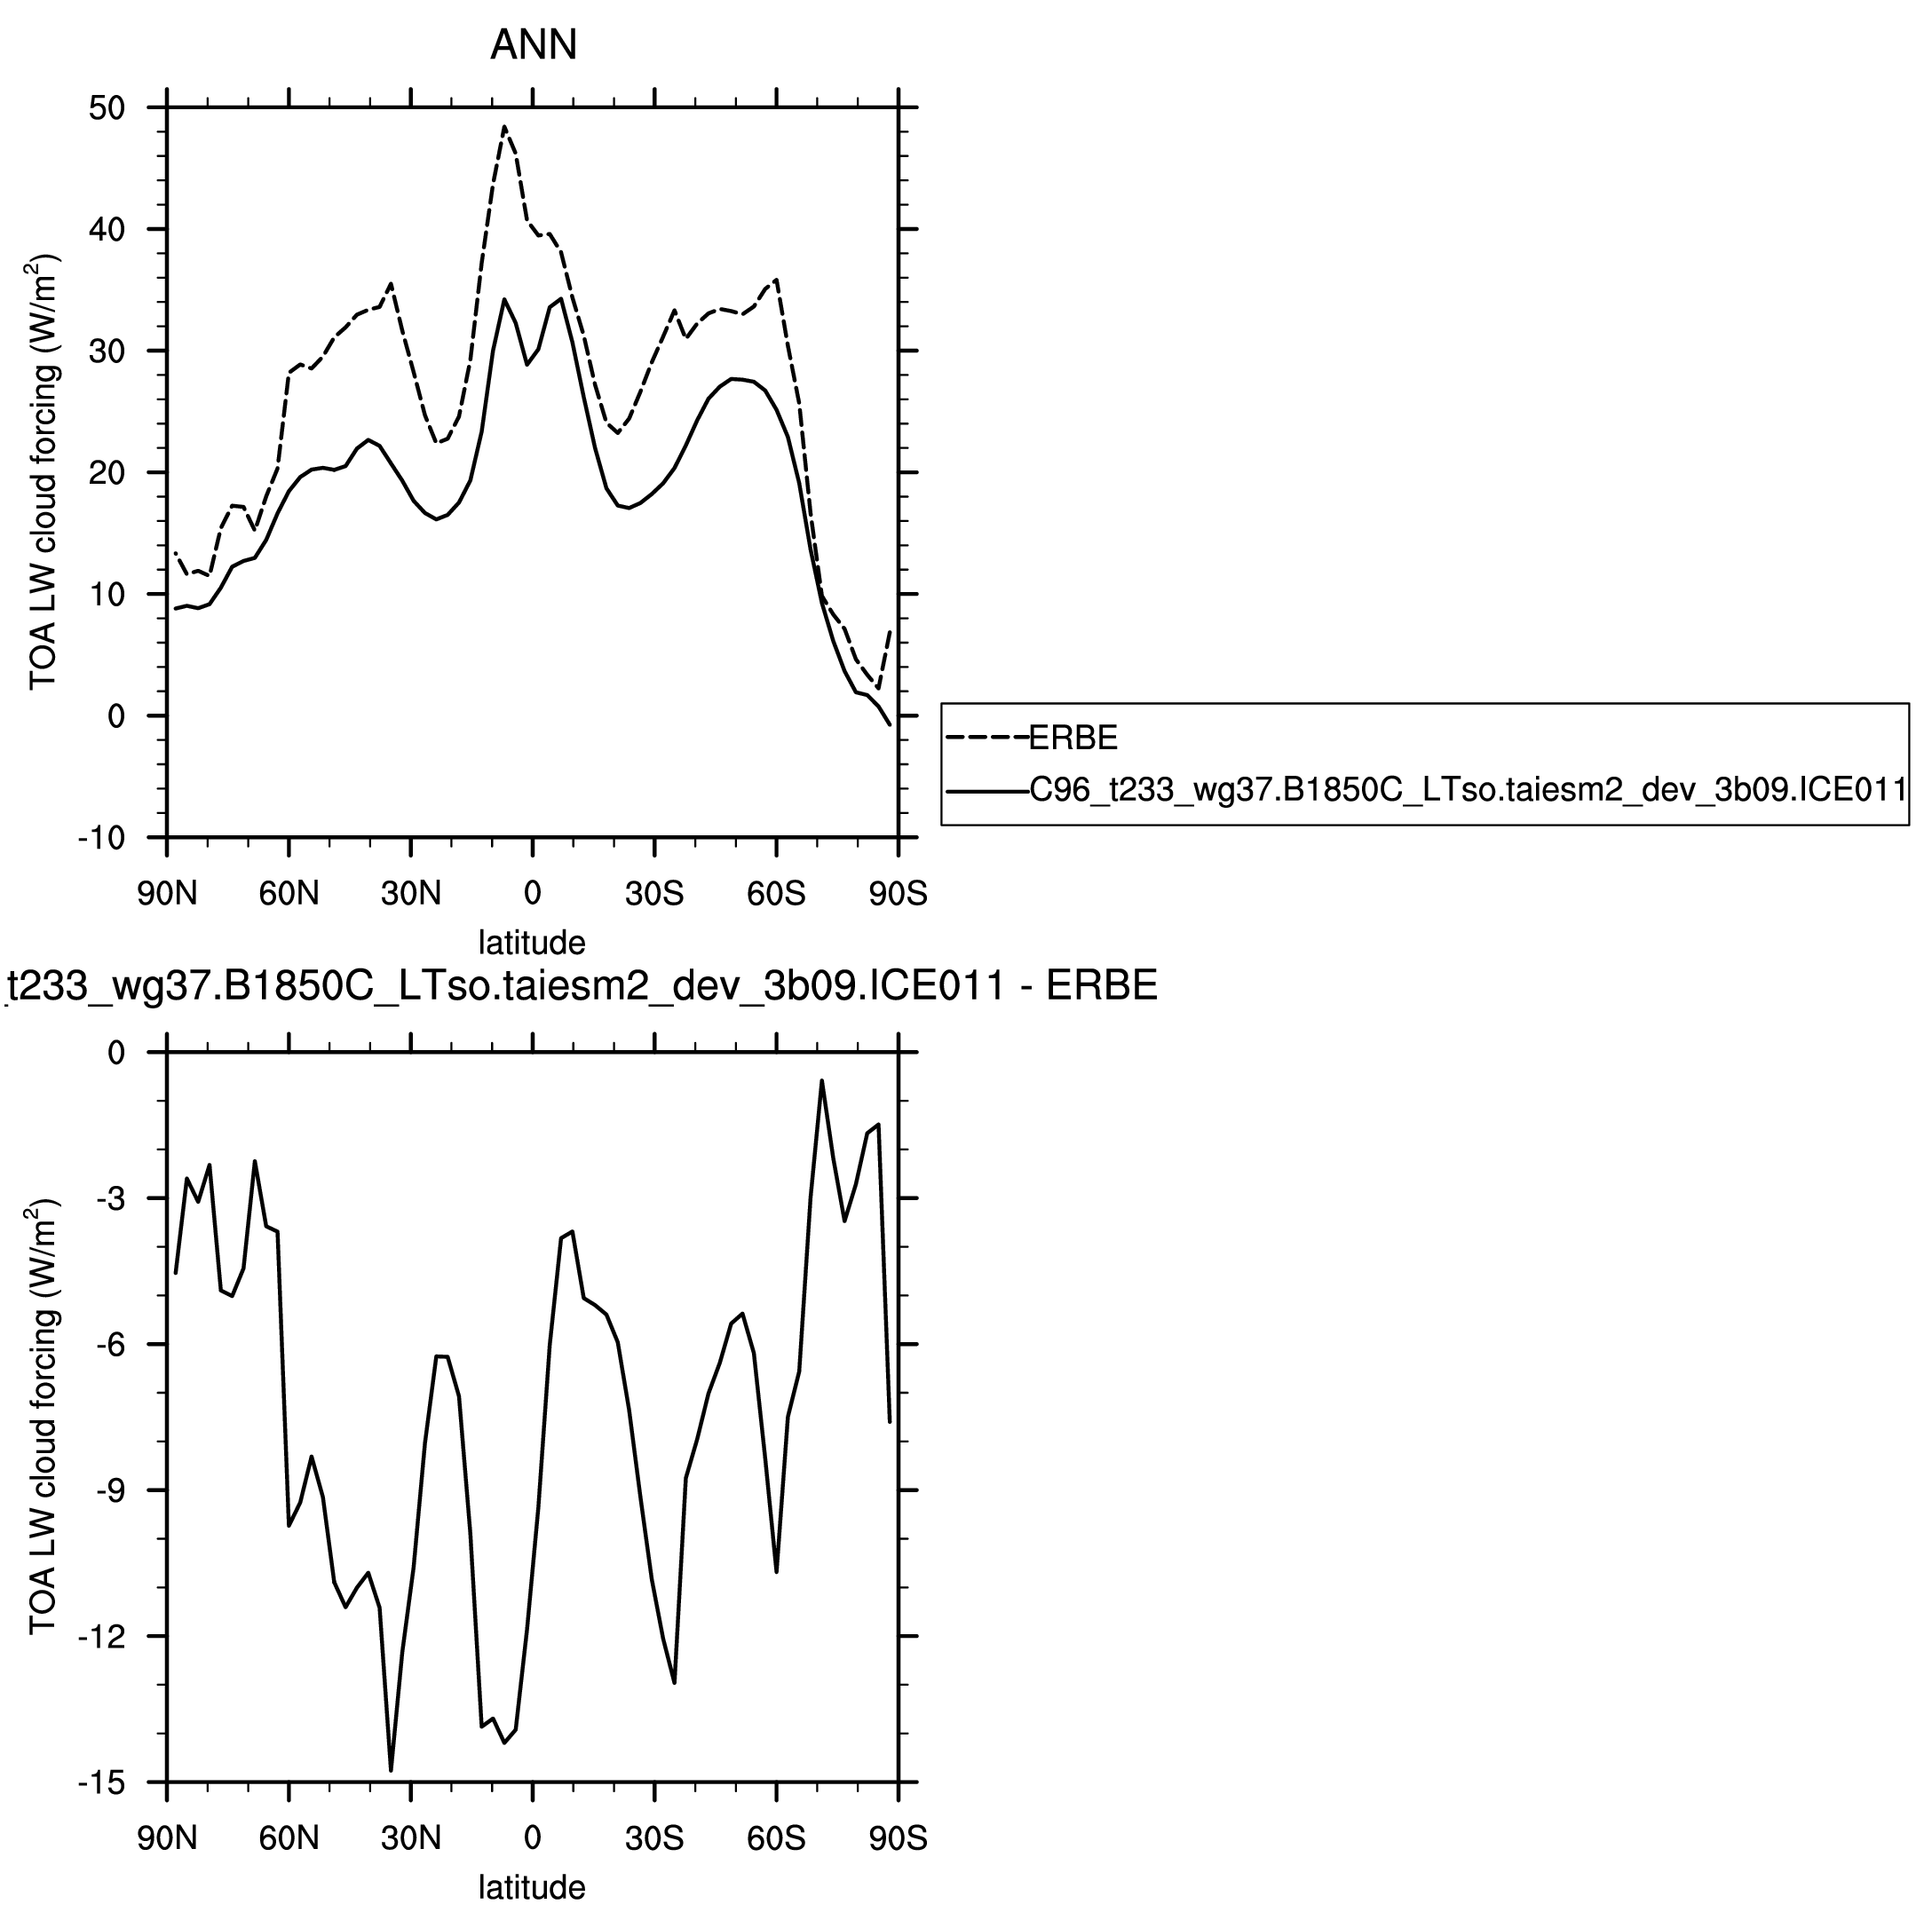 ANN
50
40
30
20
10
0
-10
TOA LW cloud forcing (W/m²)
90N 60N 30N 0 30S 60S 90S
latitude
ERBE
C96_t233_wg37.B1850C_LTso.taiesm2_dev_3b09.ICE011
t233_wg37.B1850C_LTso.taiesm2_dev_3b09.ICE011 - ERBE
0
-3
-6
-9
-12
-15
TOA LW cloud forcing (W/m²)
90N 60N 30N 0 30S 60S 90S
latitude